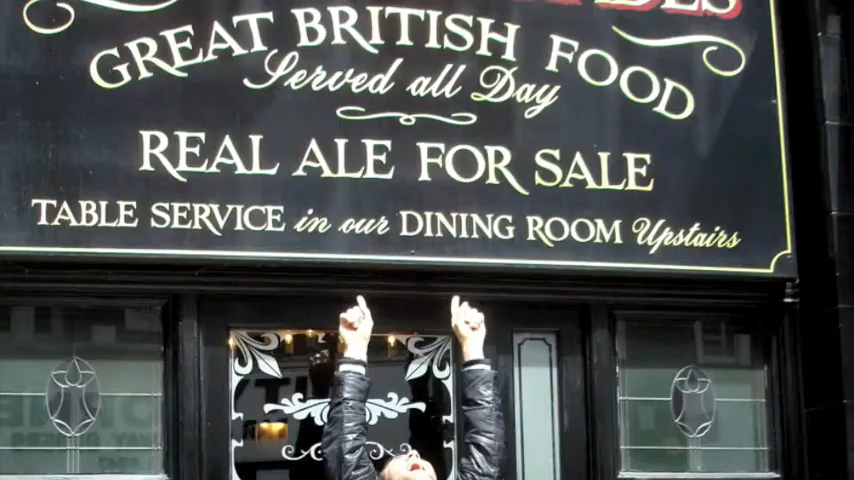 GREAT BRITISH FOOD
Served all Day
REAL ALE FOR SALE
TABLE SERVICE in our DINING ROOM Upstairs